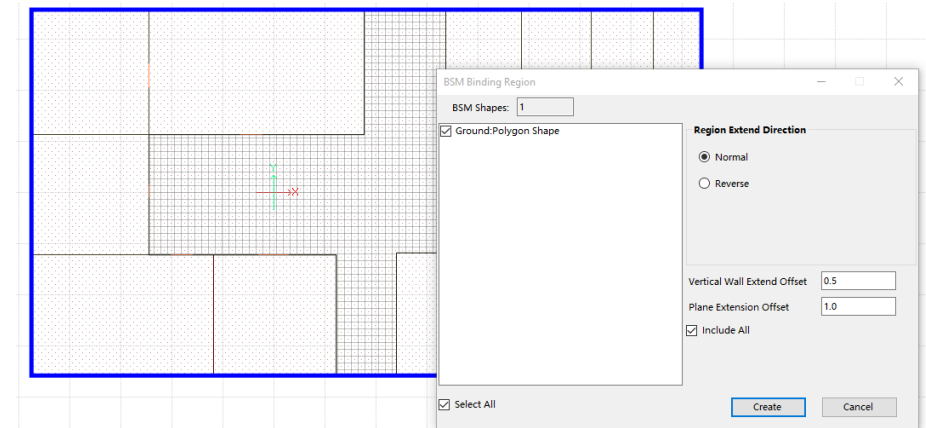 BSM Binding Region
BSM Shapes: 1
Ground:Polygon Shape
Region Extend Direction
Normal
Reverse
Y
X
Vertical Wall Extend Offset 0.5
Plane Extension Offset 1.0
Include All
Select All
Create Cancel